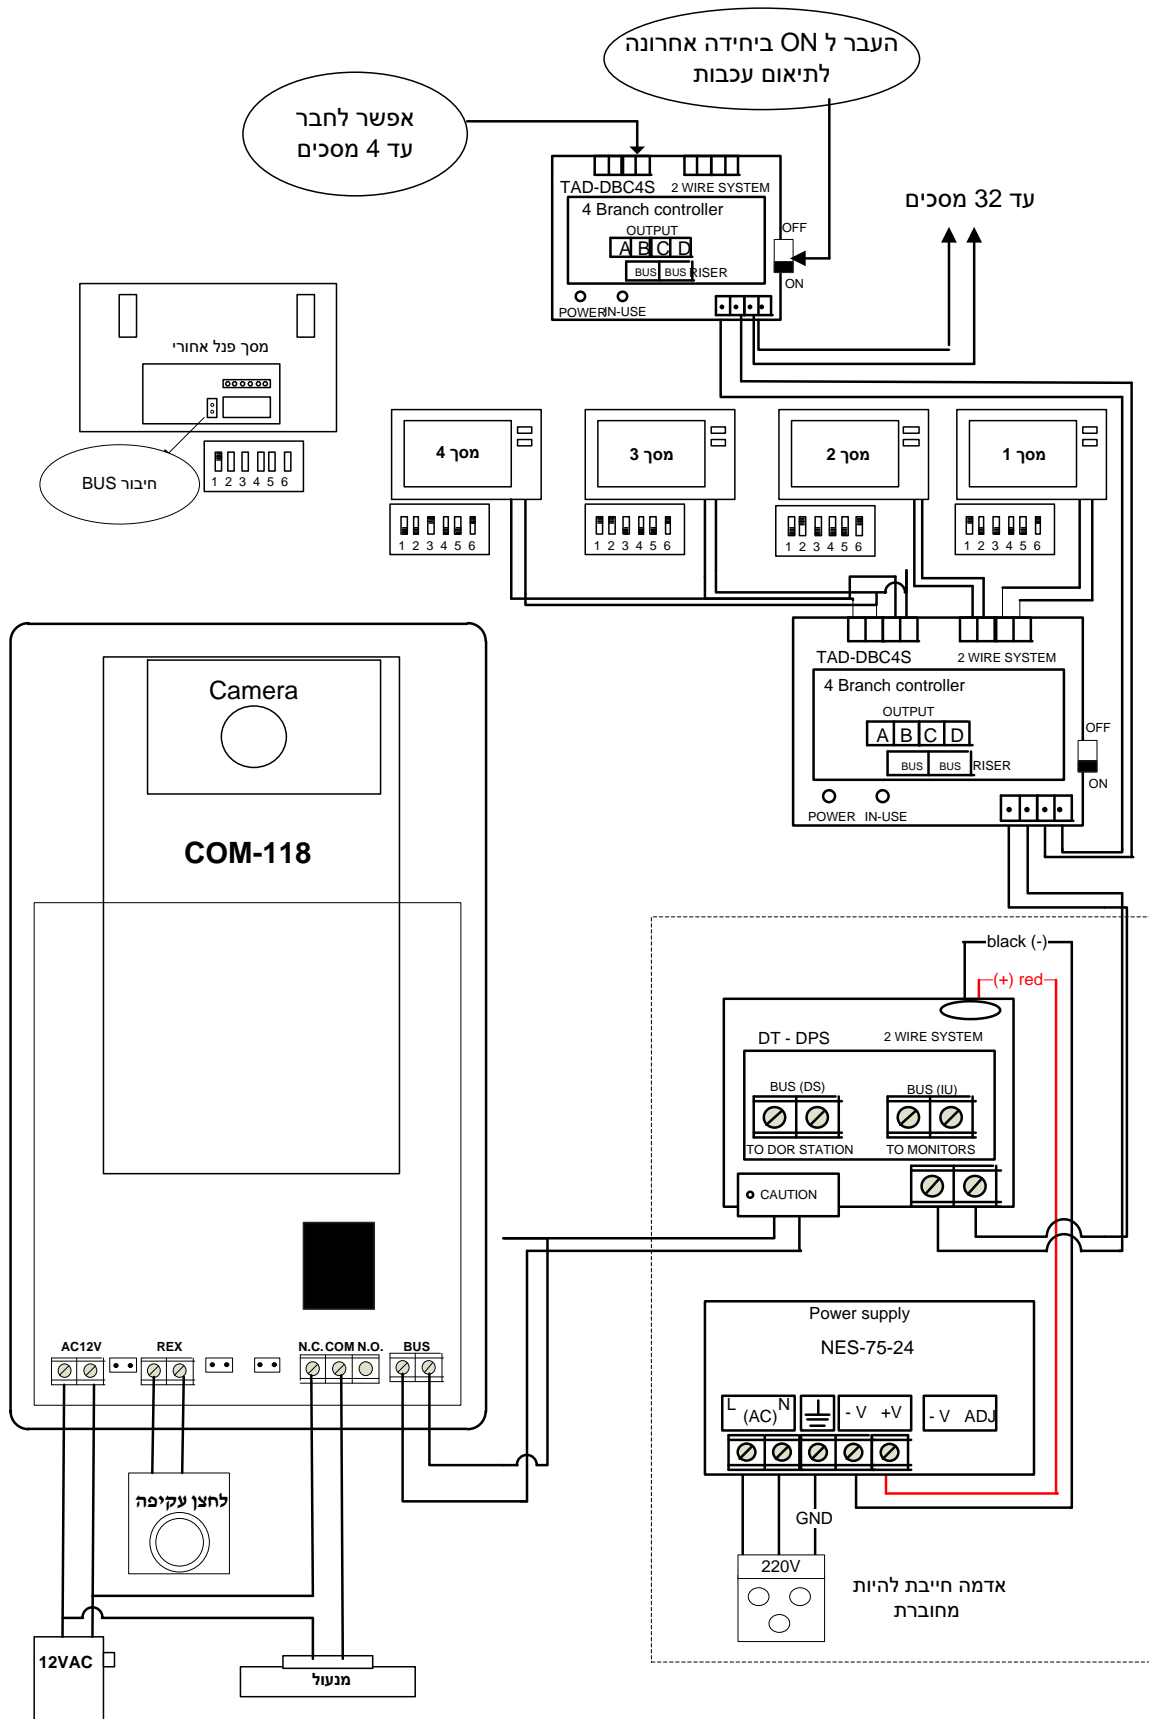 העבר ל ON ביחידה אחרונה
לתיאום עכבות
אפשר לחבר
עד 4 מסכים
TAD-DBC4S 2 WIRE SYSTEM
4 Branch controller
OUTPUT
A B C D
BUS BUS RISER
POWER IN-USE
OFF
ON
עד 32 מסכים
מסך פנל אחורי
חיבור BUS
1 2 3 4 5 6
מסך 4
מסך 3
מסך 2
מסך 1
1 2 3 4 5 6
1 2 3 4 5 6
1 2 3 4 5 6
1 2 3 4 5 6
TAD-DBC4S 2 WIRE SYSTEM
4 Branch controller
OUTPUT
A B C D
BUS BUS RISER
POWER IN-USE
OFF
ON
Camera
COM-118
AC12V REX N.C. COM N.O. BUS
לחצן עקיפה
12VAC
מנעול
black (-)
(+) red
DT - DPS 2 WIRE SYSTEM
BUS (DS) BUS (IU)
TO DOR STATION TO MONITORS
CAUTION
Power supply
NES-75-24
L (AC) N - V +V - V ADJ
GND
220V
אדמה חייבת להיות
מחוברת